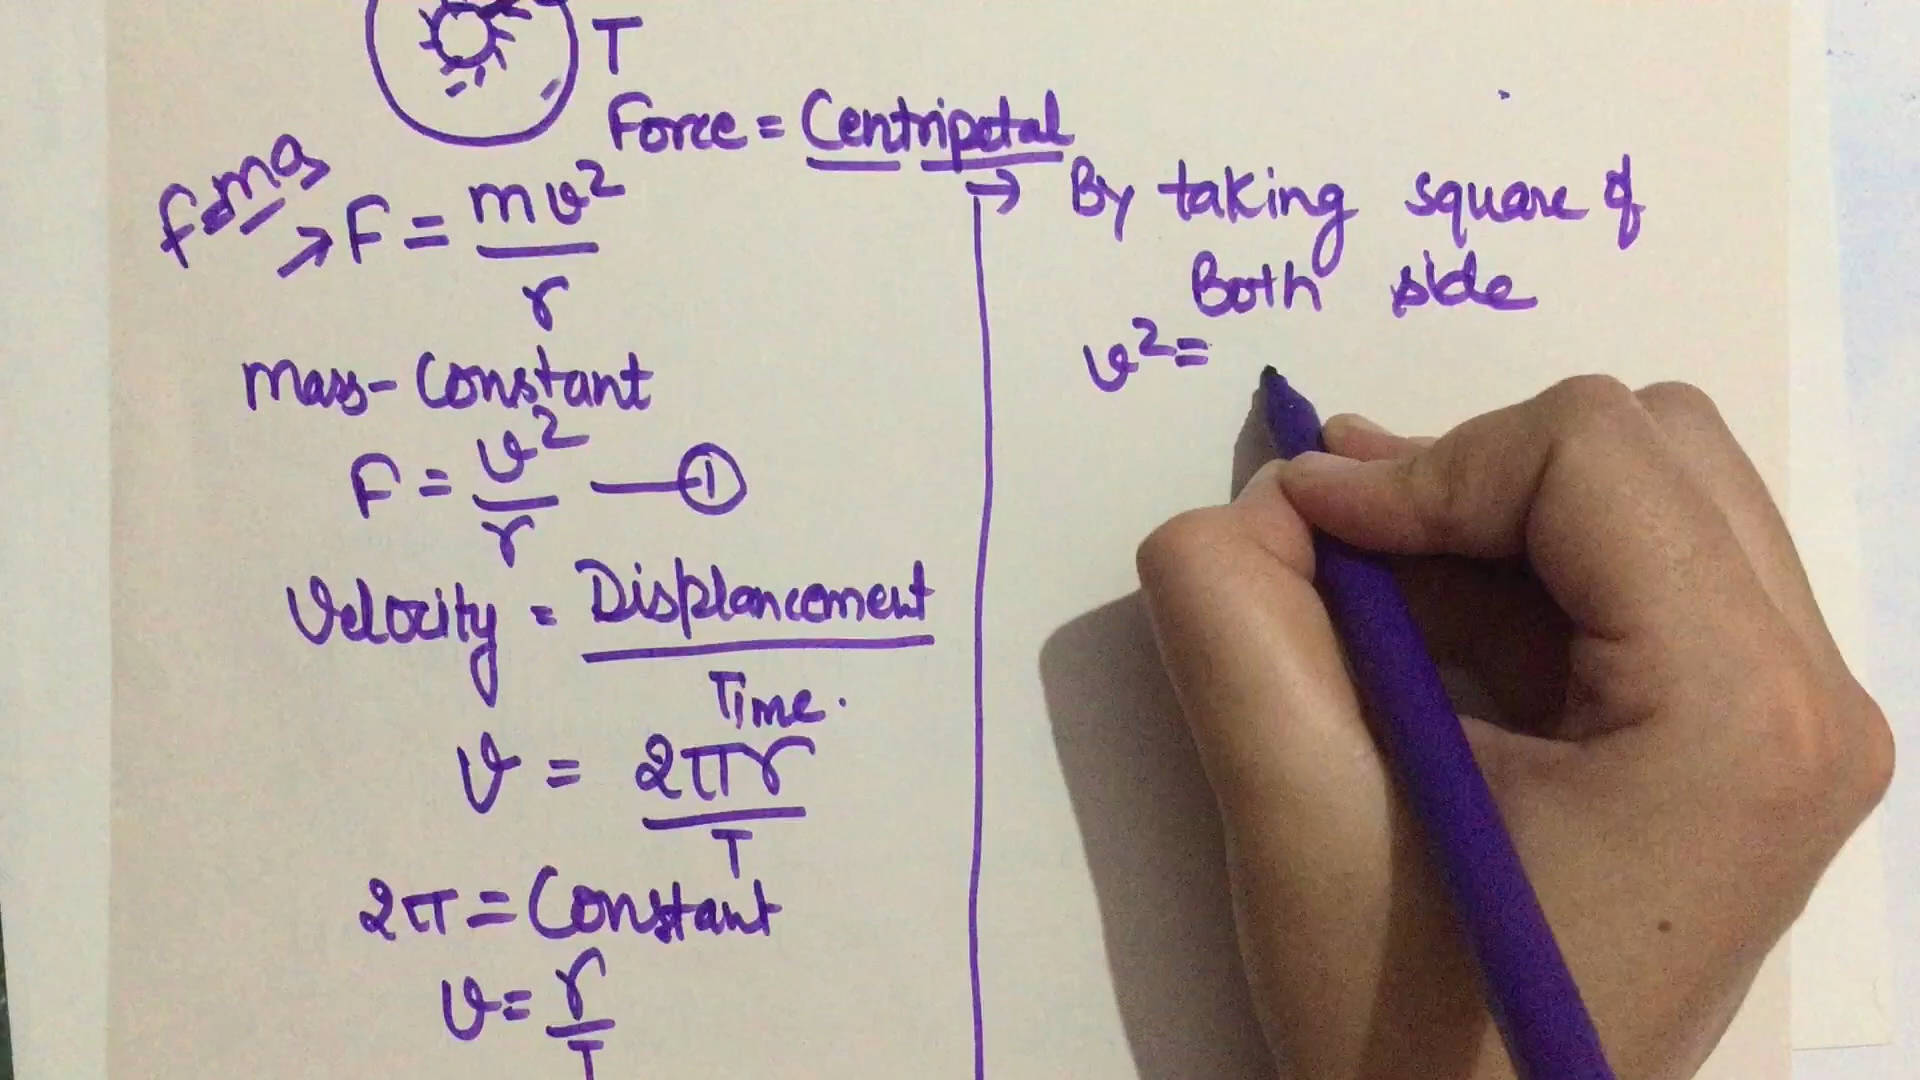 T
Force = Centripetal
F=ma
→ F = mv²/r
Mass - Constant
F = v²/r — ①
Velocity = Displancement
Time.
v = 2πr/T
2π = Constant
v = r/T
→ By taking square of
Both side
v² =